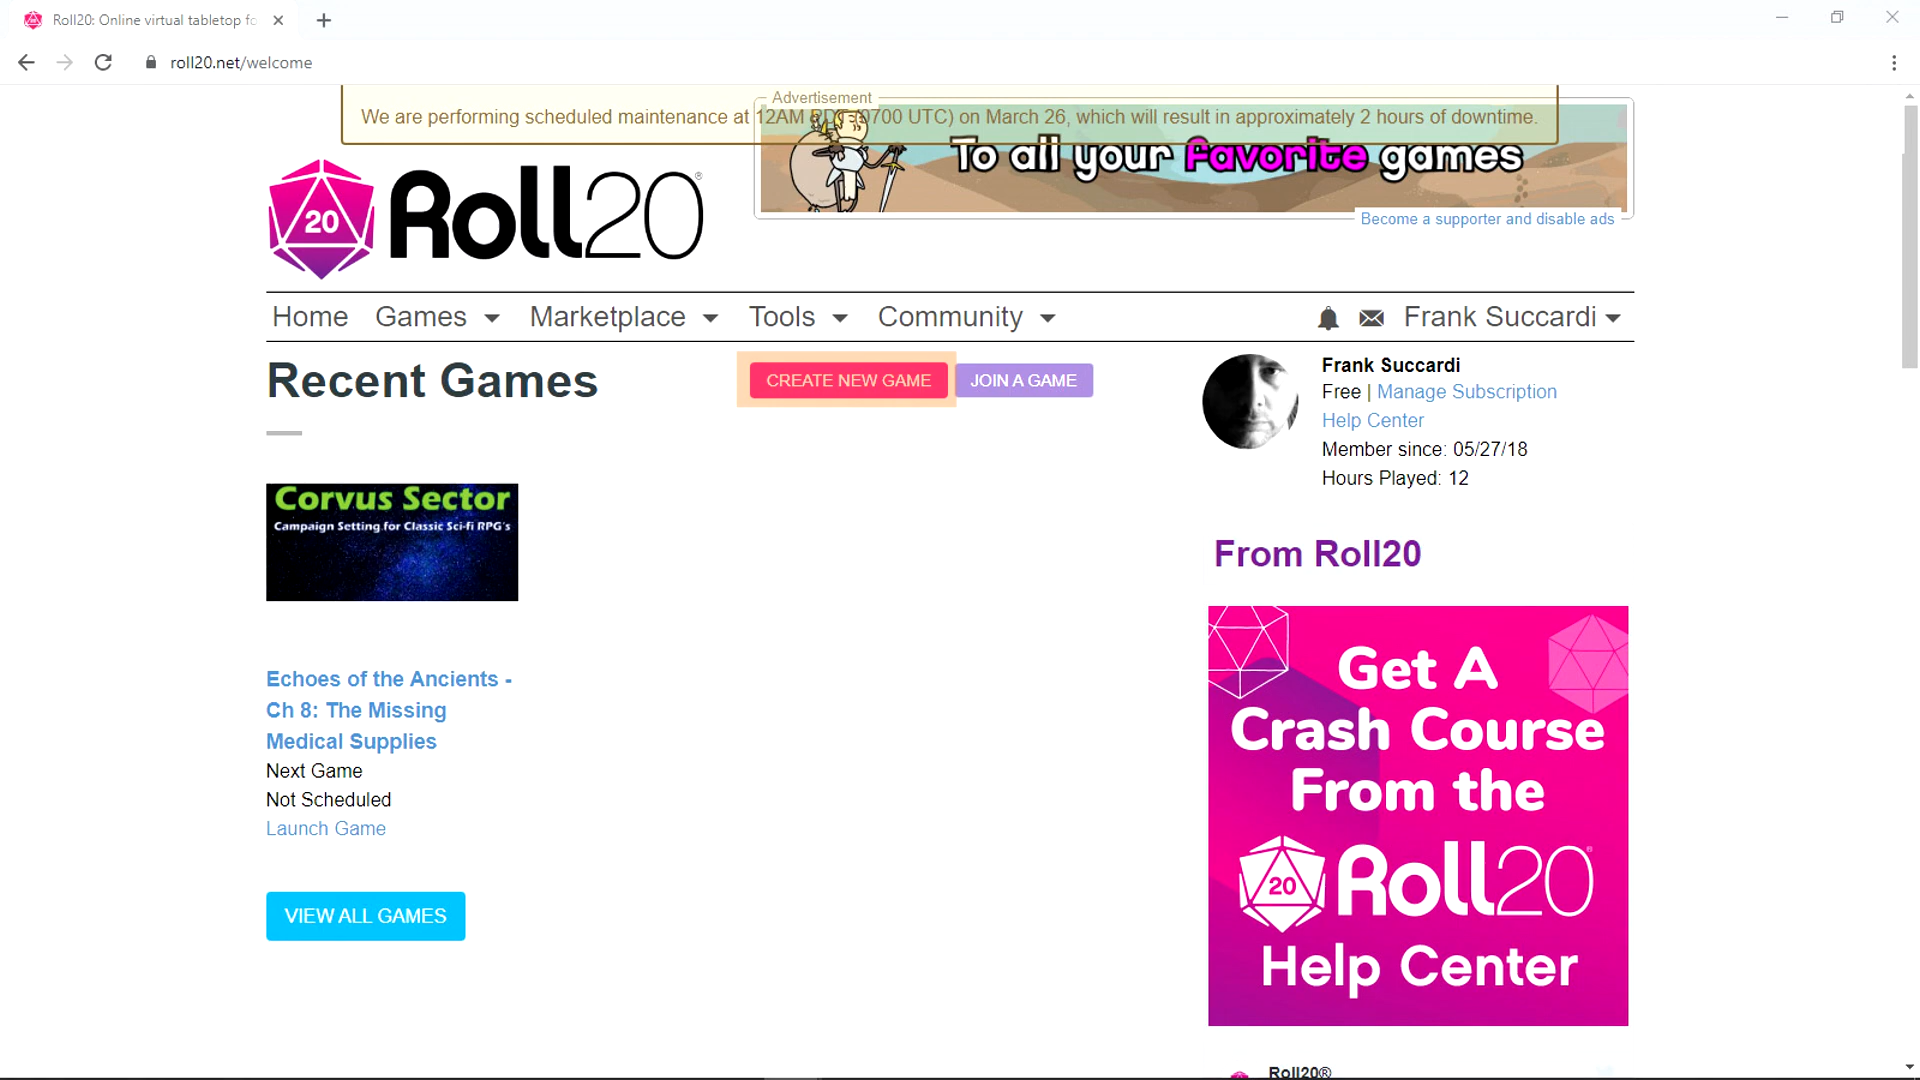 Roll20: Online virtual tabletop fo
roll20.net/welcome
Advertisement
We are performing scheduled maintenance at 12AM PDT (0700 UTC) on March 26, which will result in approximately 2 hours of downtime.
To all your favorite games
Become a supporter and disable ads
20 Roll20®
Home Games Marketplace Tools Community Frank Succardi
Recent Games
CREATE NEW GAME
JOIN A GAME
Frank Succardi
Free | Manage Subscription
Help Center
Member since: 05/27/18
Hours Played: 12
Corvus Sector
Campaign Setting for Classic Sci-fi RPG's
Echoes of the Ancients -
Ch 8: The Missing
Medical Supplies
Next Game
Not Scheduled
Launch Game
VIEW ALL GAMES
From Roll20
Get A
Crash Course
From the
20 Roll20®
Help Center
Roll20®